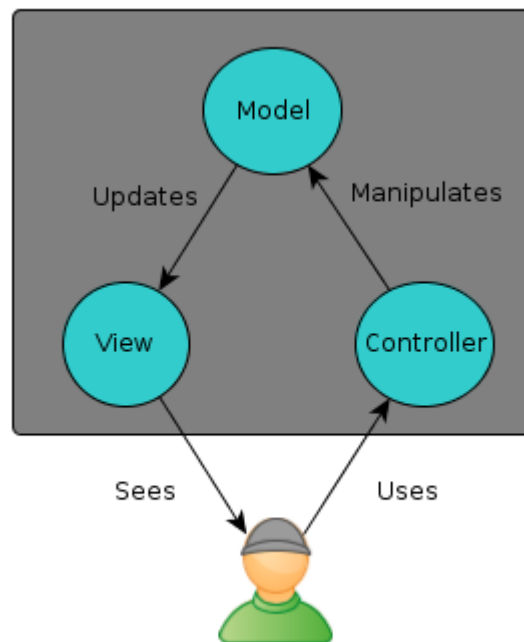 Model
Updates
Manipulates
View
Controller
Sees
Uses